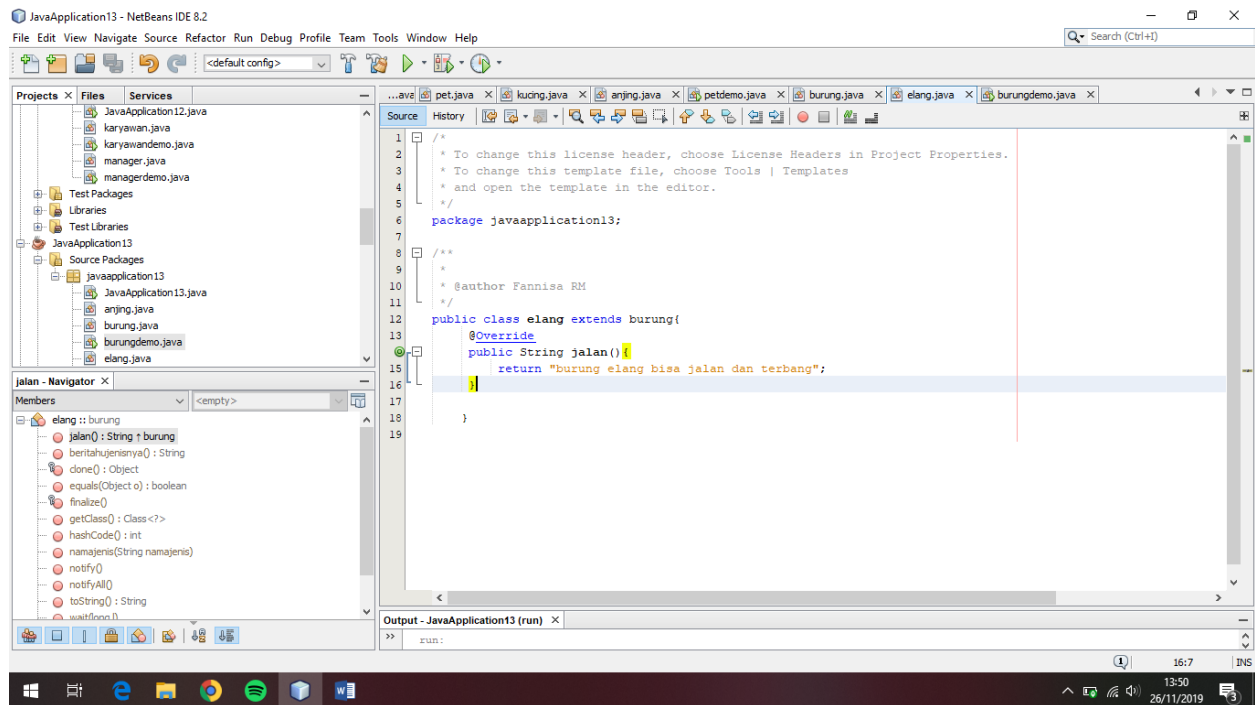 JavaApplication13 - NetBeans IDE 8.2
File Edit View Navigate Source Refactor Run Debug Profile Team Tools Window Help
Search (Ctrl+I)
<default config>
Projects Files Services
JavaApplication12.java
karyawan.java
karyawandemo.java
manager.java
managerdemo.java
Test Packages
Libraries
Test Libraries
JavaApplication13
Source Packages
javaapplication13
JavaApplication13.java
anjing.java
burung.java
burungdemo.java
elang.java
jalan - Navigator
Members <empty>
elang :: burung
jalan() : String ↑ burung
beritahujenisnya() : String
clone() : Object
equals(Object o) : boolean
finalize()
getClass() : Class<?>
hashCode() : int
namajenis(String namajenis)
notify()
notifyAll()
toString() : String
wait(long l)
...ava pet.java kucing.java anjing.java petdemo.java burung.java elang.java burungdemo.java
Source History
1 /*
2 * To change this license header, choose License Headers in Project Properties.
3 * To change this template file, choose Tools | Templates
4 * and open the template in the editor.
5 */
6 package javaapplication13;
7
8 /**
9 *
10 * @author Fannisa RM
11 */
12 public class elang extends burung{
13 @Override
public String jalan(){
15 return "burung elang bisa jalan dan terbang";
16 }
17
18 }
19
Output - JavaApplication13 (run)
run:
1 16:7 INS
13:50
26/11/2019
3